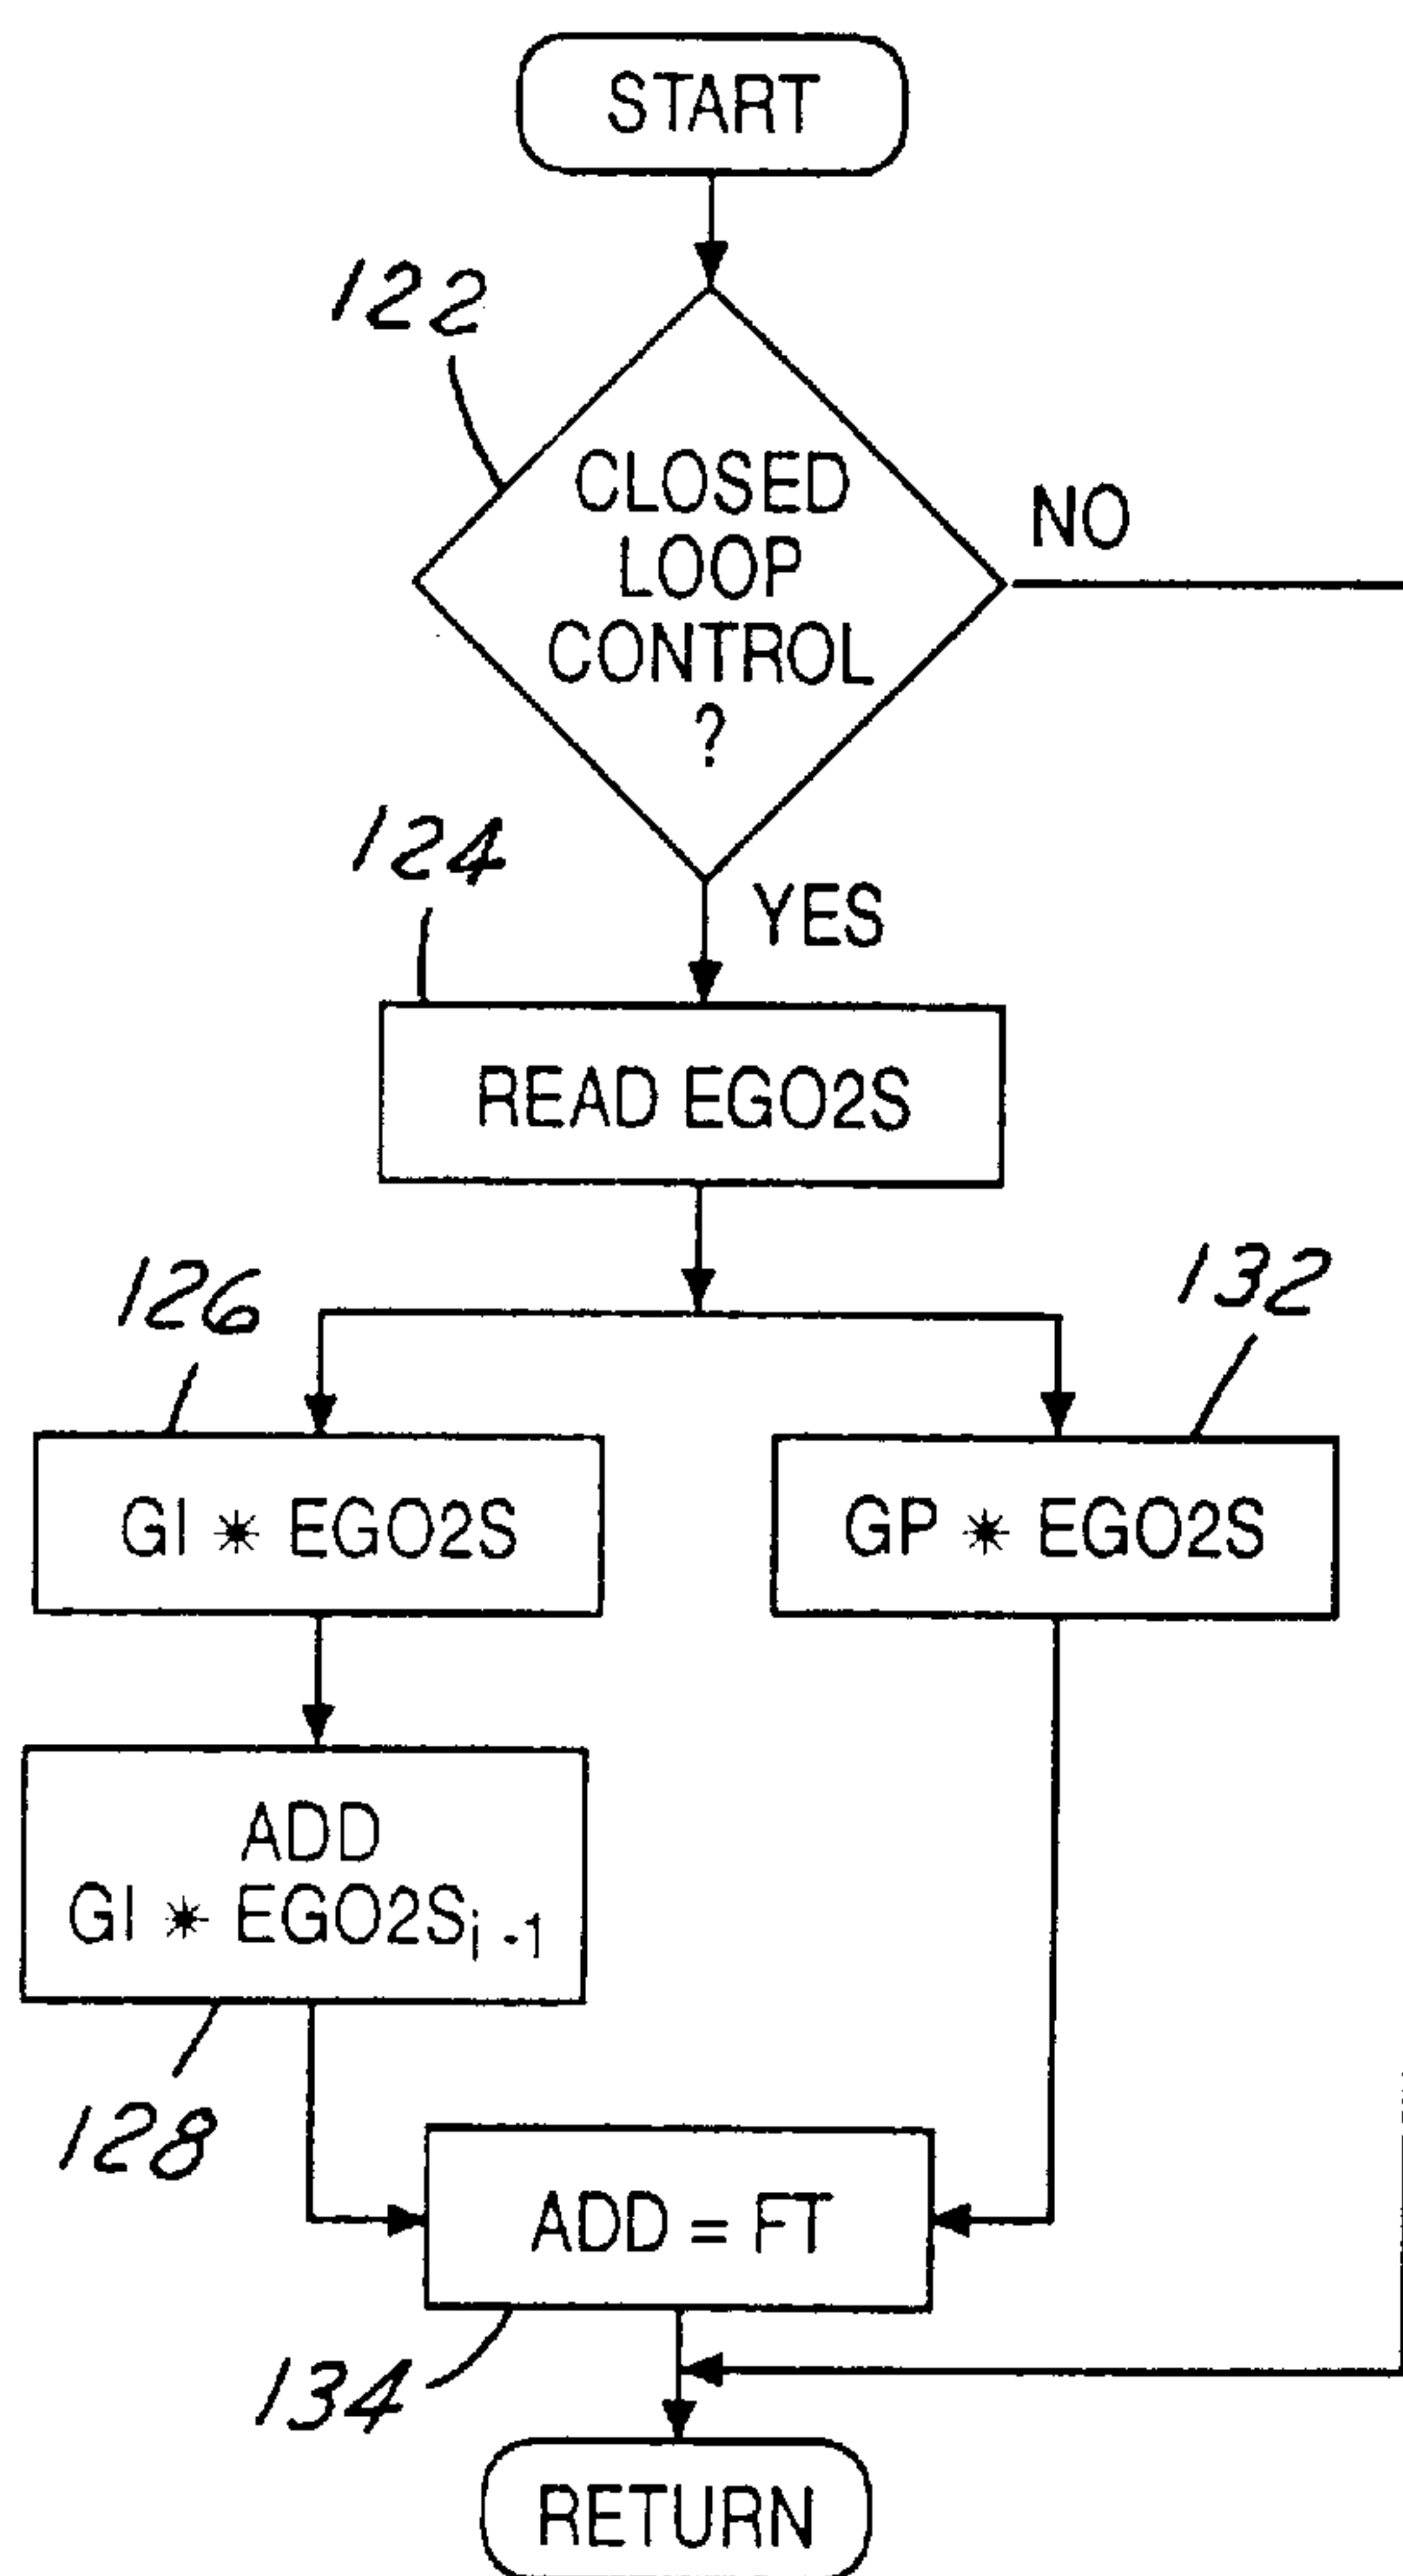 START
122
CLOSED
LOOP
CONTROL
?
NO
124
YES
READ EGO2S
126
132
GI * EGO2S
GP * EGO2S
ADD
GI * EGO2Si -1
128
ADD = FT
134
RETURN